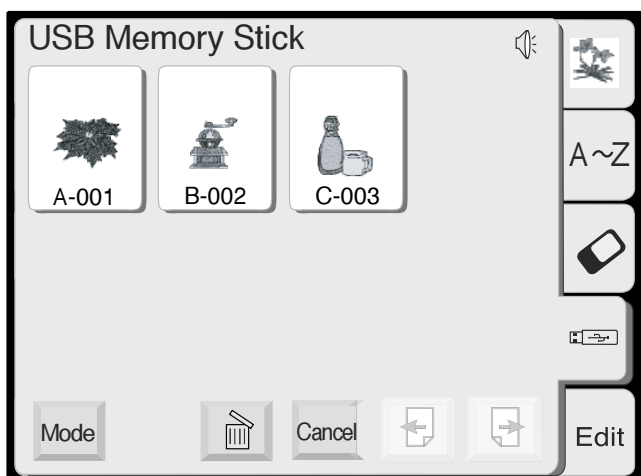 USB Memory Stick
A-001
B-002
C-003
A～Z
Mode
Cancel
Edit